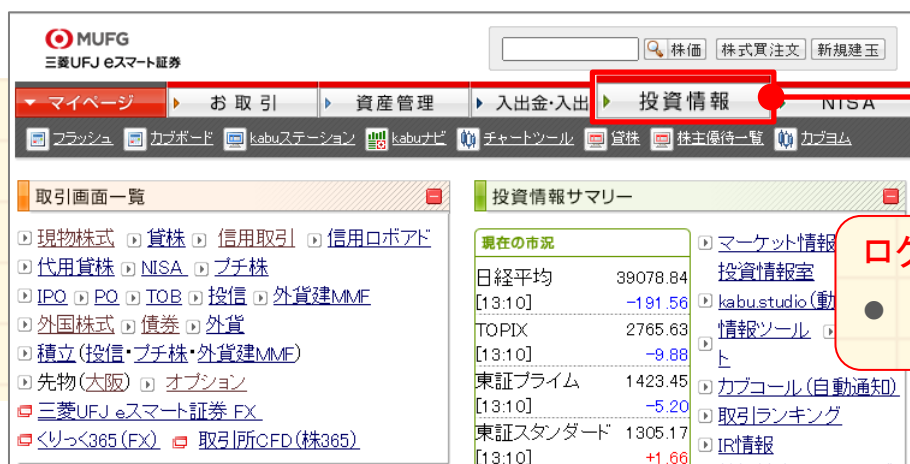 MUFG
三菱UFJ eスマート証券
株価 株式買注文 新規建玉
マイページ お取引 資産管理 入出金・入出 投資情報 NISA
フラッシュ カブボード kabuステーション kabuナビ チャートツール 貸株 株主優待一覧 カブヨム
取引画面一覧
現物株式 貸株 信用取引 信用ロボアド
代用貸株 NISA プチ株
IPO PO TOB 投信 外貨建MMF
外国株式 債券 外貨
積立(投信・プチ株・外貨建MMF)
先物(大阪) オプション
三菱UFJ eスマート証券 FX
くりっく365(FX) 取引所CFD(株365)
投資情報サマリー
現在の市況
日経平均 39078.84
[13:10] -191.56
TOPIX 2765.63
[13:10] -9.88
東証プライム 1423.45
[13:10] -5.20
東証スタンダード 1305.17
[13:10] +1.66
マーケット情報
投資情報室
kabu.studio(動
情報ツール
ト
カブコール(自動通知)
取引ランキング
IR情報
ログ